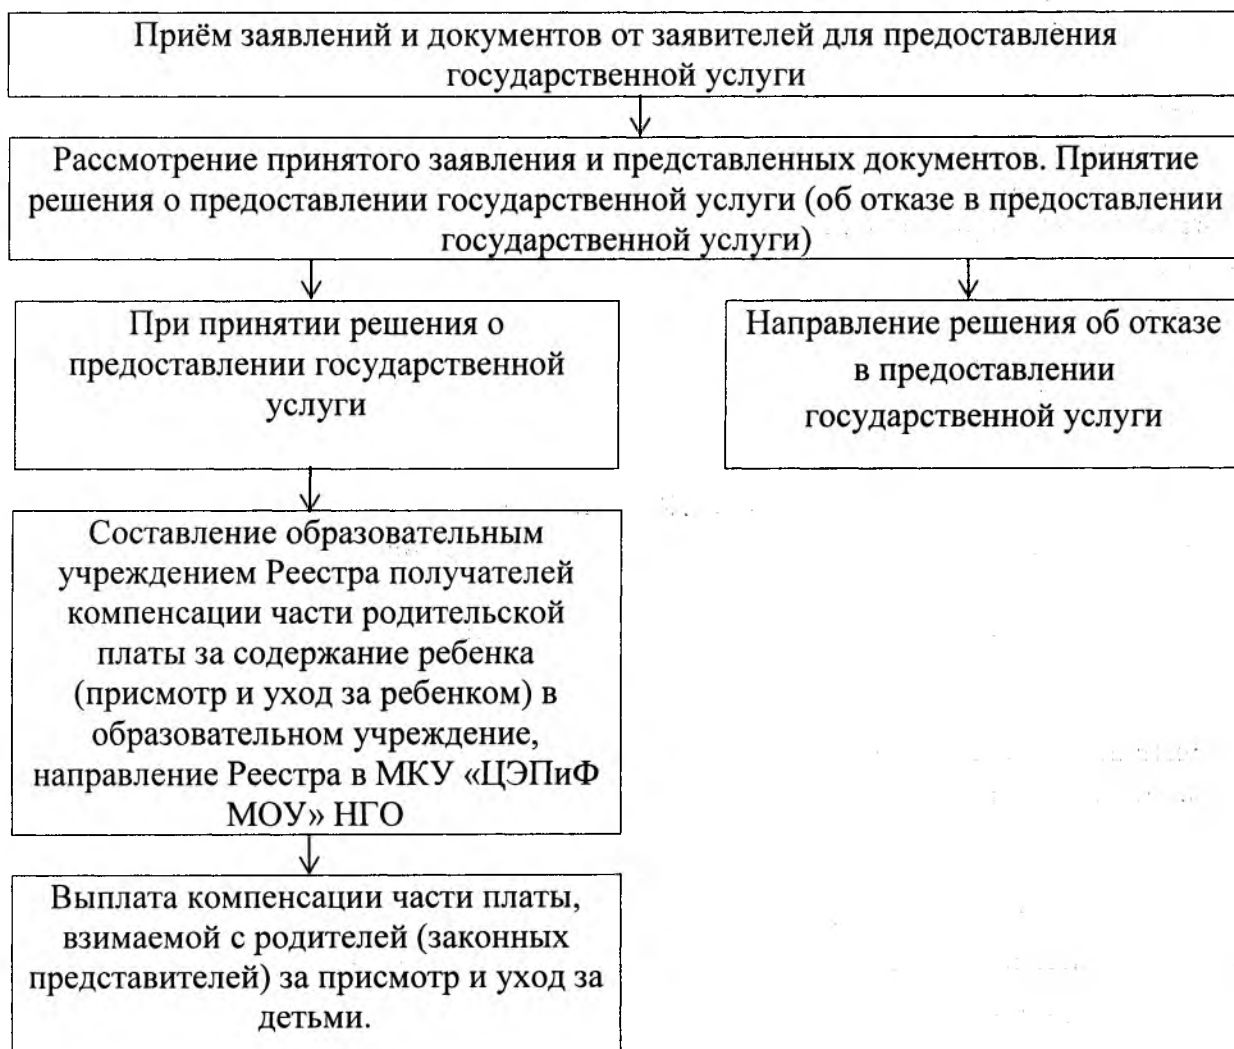 Приём заявлений и документов от заявителей для предоставления
государственной услуги
Рассмотрение принятого заявления и представленных документов. Принятие
решения о предоставлении государственной услуги (об отказе в предоставлении
государственной услуги)
При принятии решения о
предоставлении государственной
услуги
Направление решения об отказе
в предоставлении
государственной услуги
Составление образовательным
учреждением Реестра получателей
компенсации части родительской
платы за содержание ребенка
(присмотр и уход за ребенком) в
образовательном учреждение,
направление Реестра в МКУ «ЦЭПиФ
МОУ» НГО
Выплата компенсации части платы,
взимаемой с родителей (законных
представителей) за присмотр и уход за
детьми.